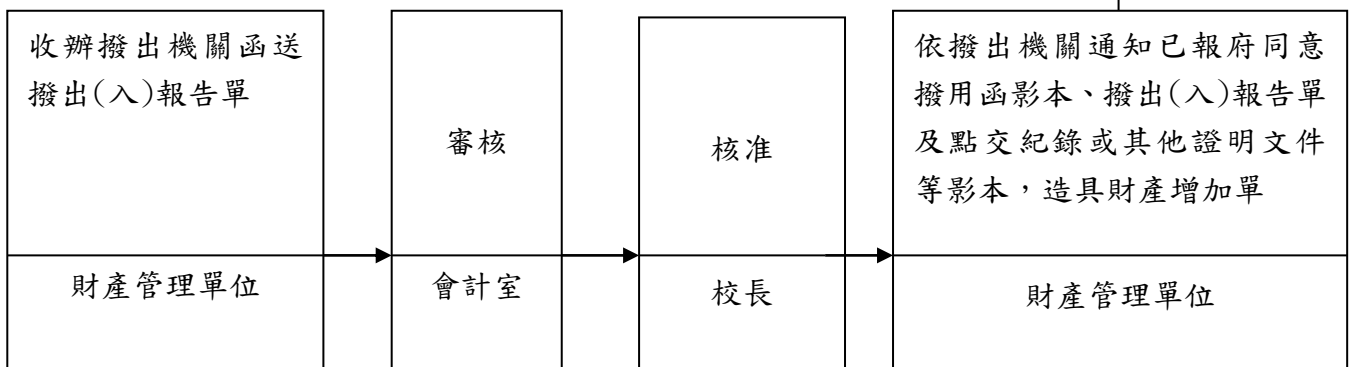 收辦撥出機關函送
撥出(入)報告單
財產管理單位
審核
會計室
核准
校長
依撥出機關通知已報府同意
撥用函影本、撥出(入)報告單
及點交紀錄或其他證明文件
等影本，造具財產增加單
財產管理單位